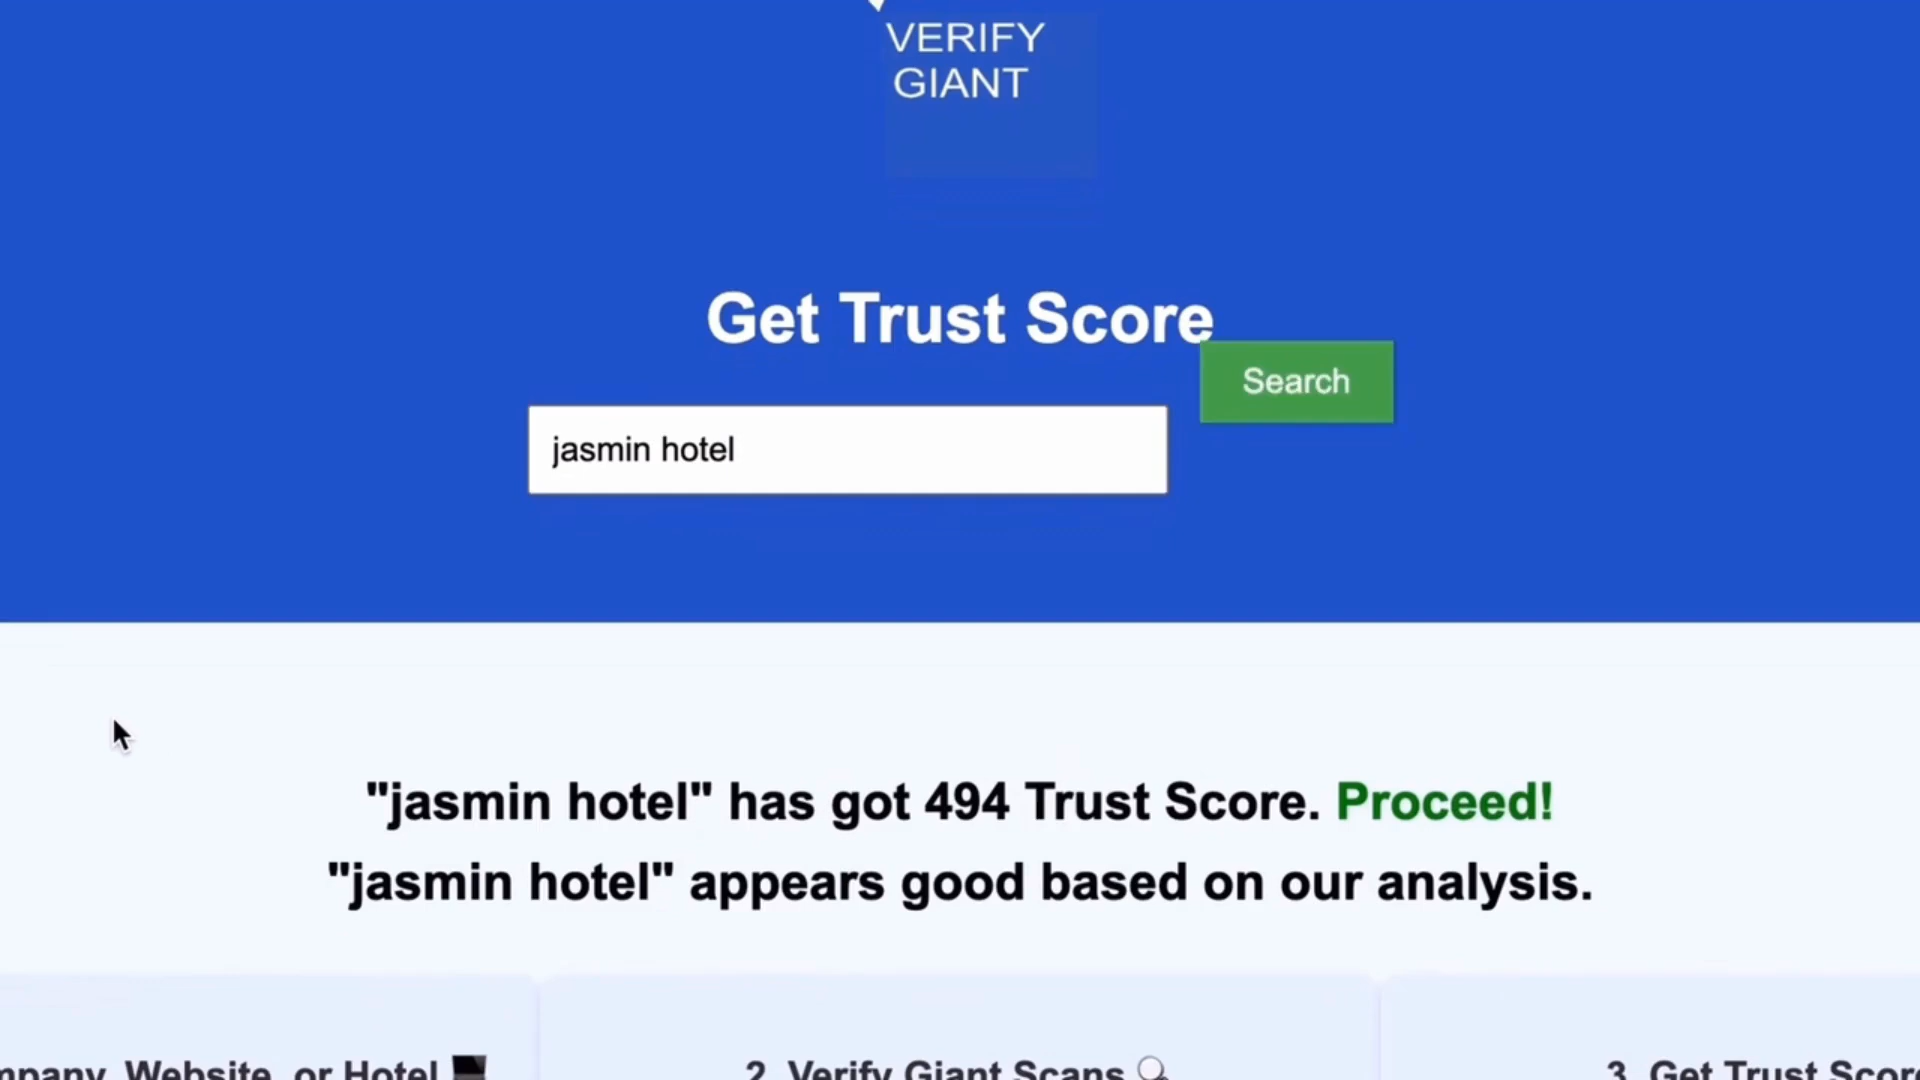 VERIFY
GIANT
Get Trust Score
Search
jasmin hotel
"jasmin hotel" has got 494 Trust Score. Proceed!
"jasmin hotel" appears good based on our analysis.
Website, or Hotel
2. Verify Giant Scans
3. Get Trust Score